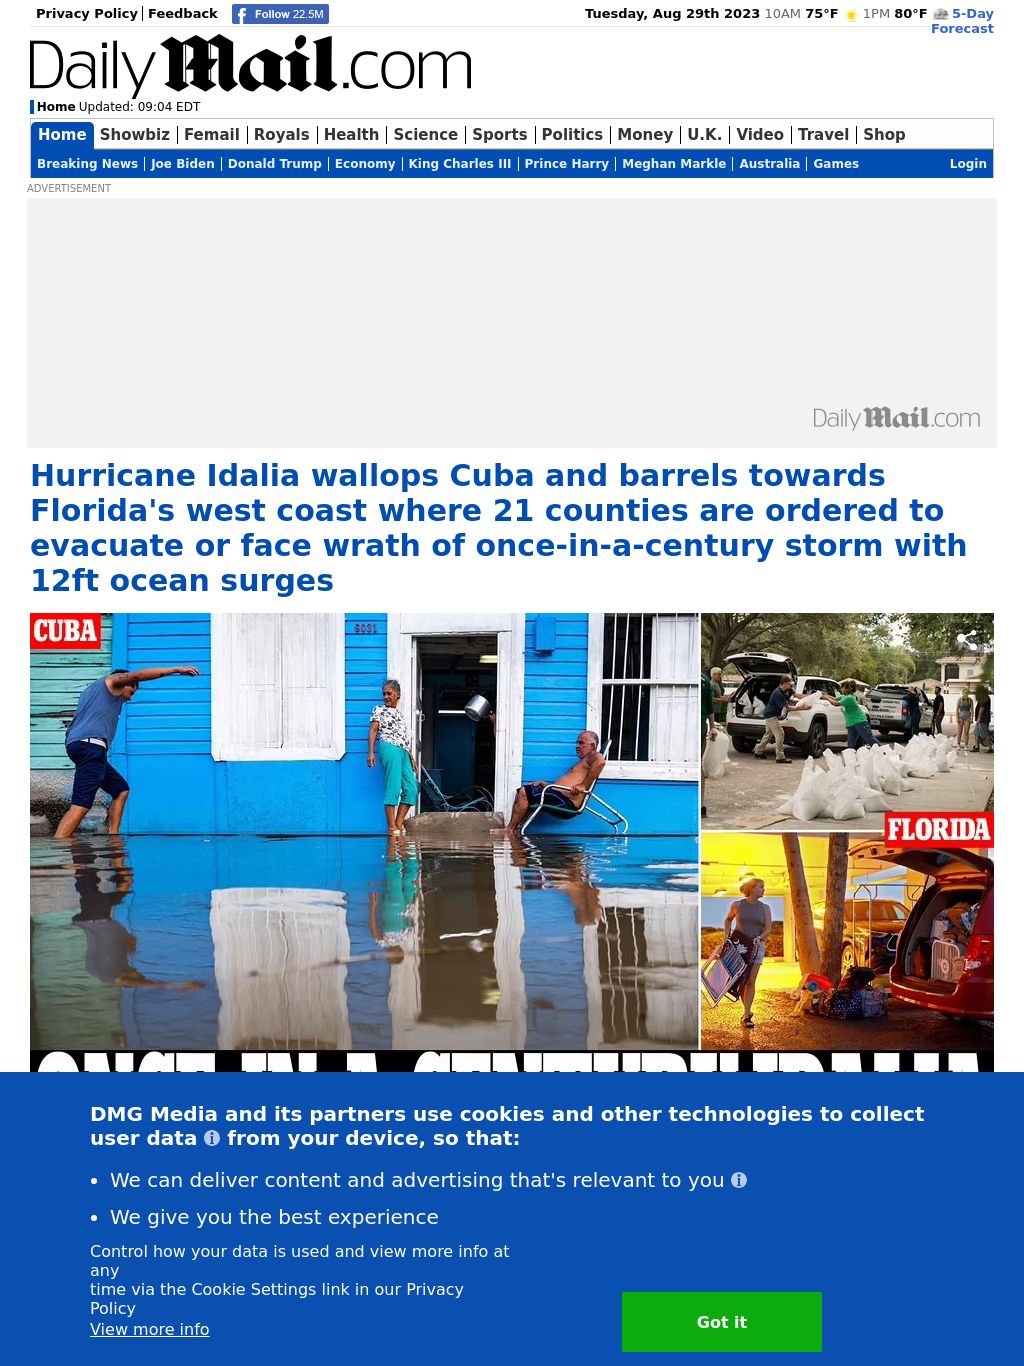 Privacy Policy Feedback Follow 22.5M Tuesday, Aug 29th 2023 10AM 75°F 1PM 80°F 5-Day
Forecast
Daily Mail.com
Home Updated: 09:04 EDT
Home Showbiz Femail Royals Health Science Sports Politics Money U.K. Video Travel Shop
Breaking News Joe Biden Donald Trump Economy King Charles III Prince Harry Meghan Markle Australia Games Login
ADVERTISEMENT
Daily Mail.com
Hurricane Idalia wallops Cuba and barrels towards
Florida's west coast where 21 counties are ordered to
evacuate or face wrath of once-in-a-century storm with
12ft ocean surges
CUBA
FLORIDA
DMG Media and its partners use cookies and other technologies to collect
user data from your device, so that:
• We can deliver content and advertising that's relevant to you
• We give you the best experience
Control how your data is used and view more info at
any
time via the Cookie Settings link in our Privacy
Policy
View more info
Got it